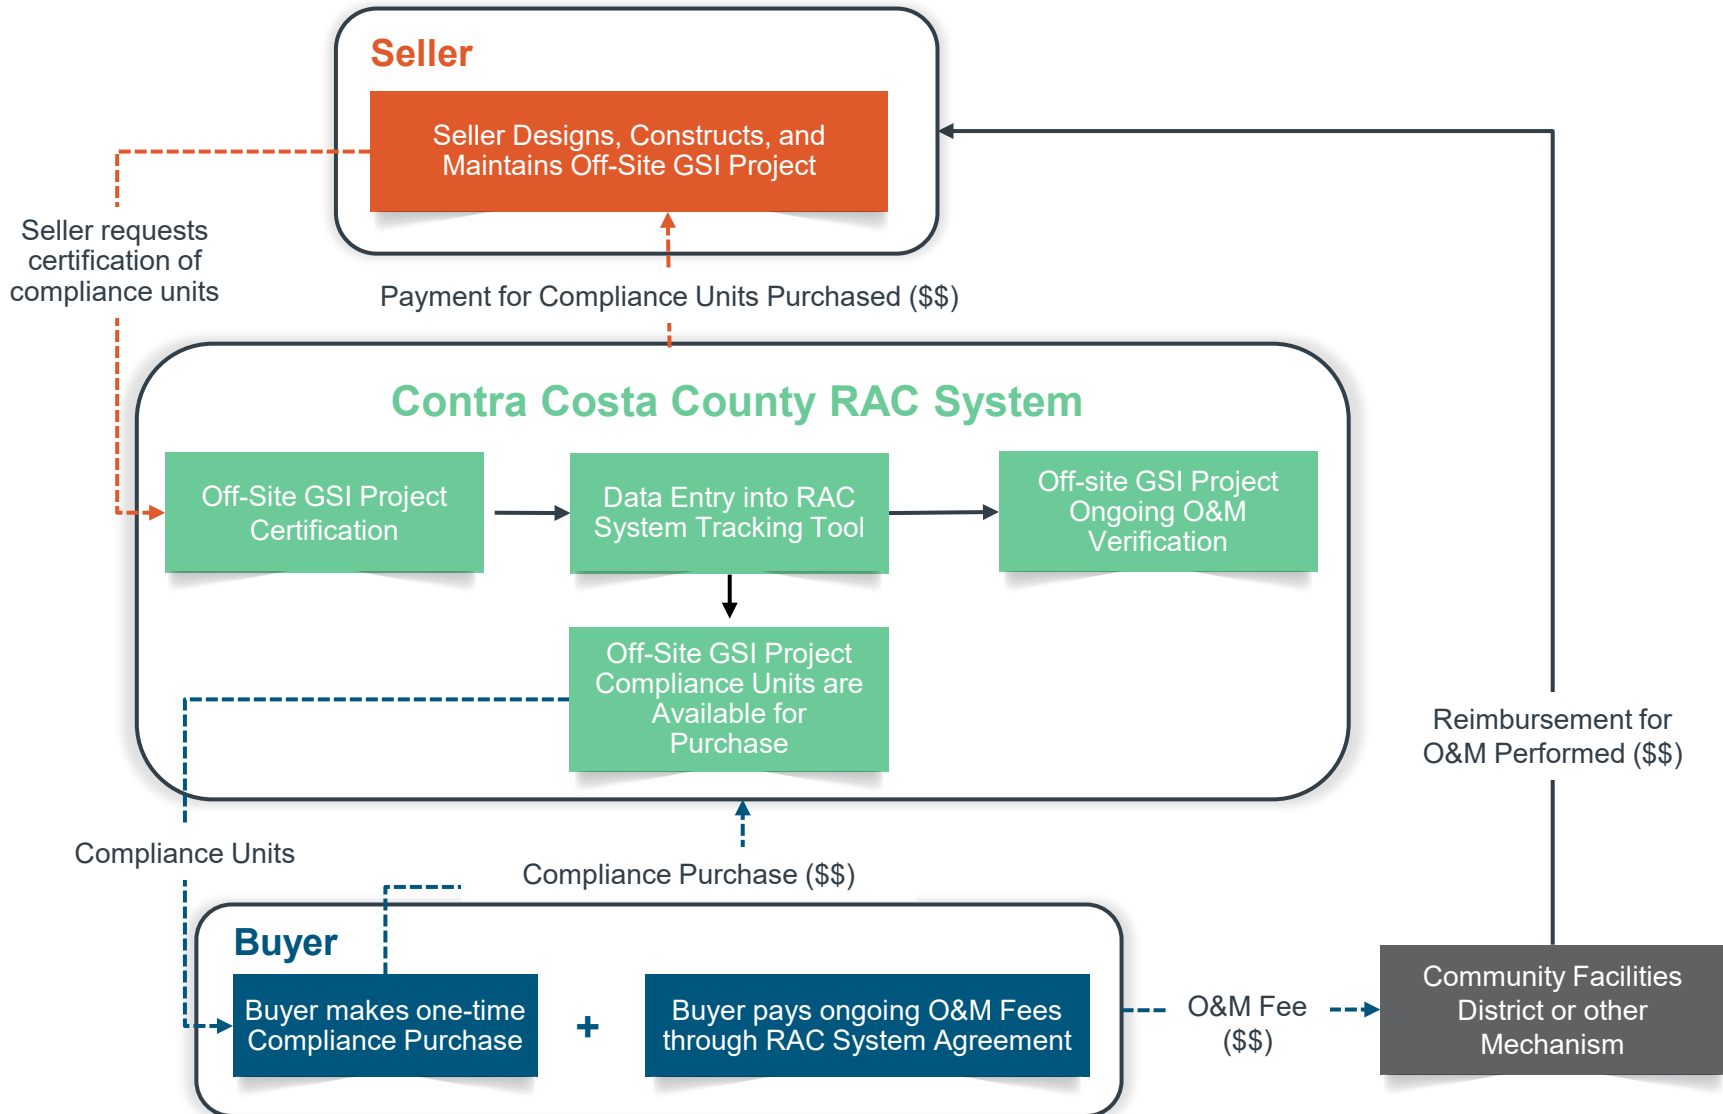 Seller
Seller Designs, Constructs, and
Maintains Off-Site GSI Project
Seller requests
certification of
compliance units
Payment for Compliance Units Purchased ($$)
Contra Costa County RAC System
Off-Site GSI Project
Certification
Data Entry into RAC
System Tracking Tool
Off-site GSI Project
Ongoing O&M
Verification
Off-Site GSI Project
Compliance Units are
Available for
Purchase
Reimbursement for
O&M Performed ($$)
Compliance Units
Compliance Purchase ($$)
Buyer
Buyer makes one-time
Compliance Purchase
+
Buyer pays ongoing O&M Fees
through RAC System Agreement
O&M Fee
($$)
Community Facilities
District or other
Mechanism